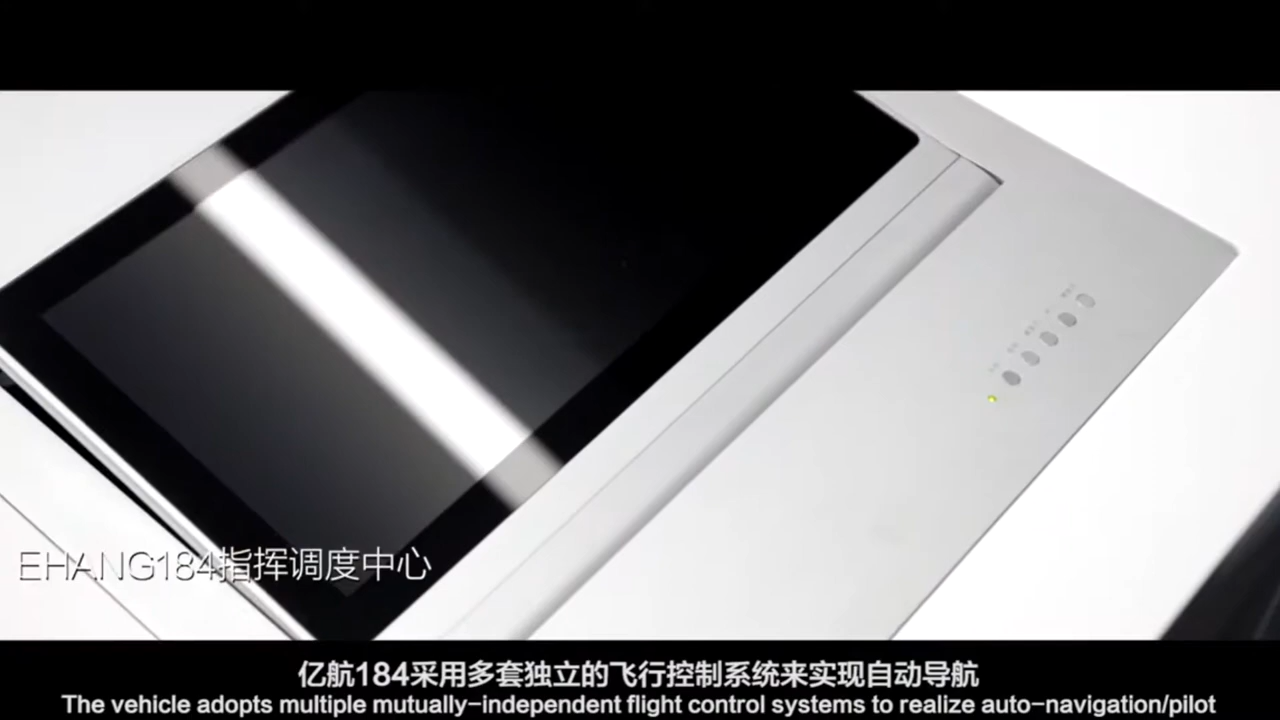 EHANG184指挥调度中心
亿航184采用多套独立的飞行控制系统来实现自动导航
The vehicle adopts multiple mutually-independent flight control systems to realize auto-navigation/pilot